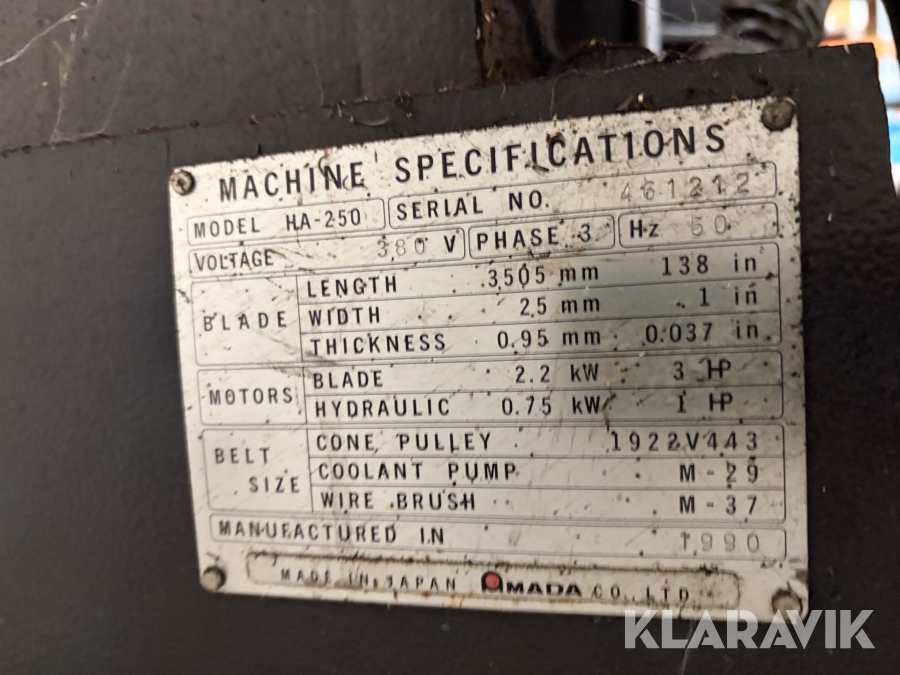 MACHINE SPECIFICATIONS
MODEL HA-250 SERIAL NO. 461212
VOLTAGE 380 V PHASE 3 Hz 50
BLADE
LENGTH 3,505 mm 138 in
WIDTH 25 mm 1 in
THICKNESS 0.95 mm 0.037 in
MOTORS
BLADE 2.2 kW 3 HP
HYDRAULIC 0.75 kW 1 HP
BELT SIZE
CONE PULLEY 1922V443
COOLANT PUMP M-29
WIRE BRUSH M-37
MANUFACTURED IN 1990
MADE IN JAPAN AMADA CO., LTD.
KLARAVIK